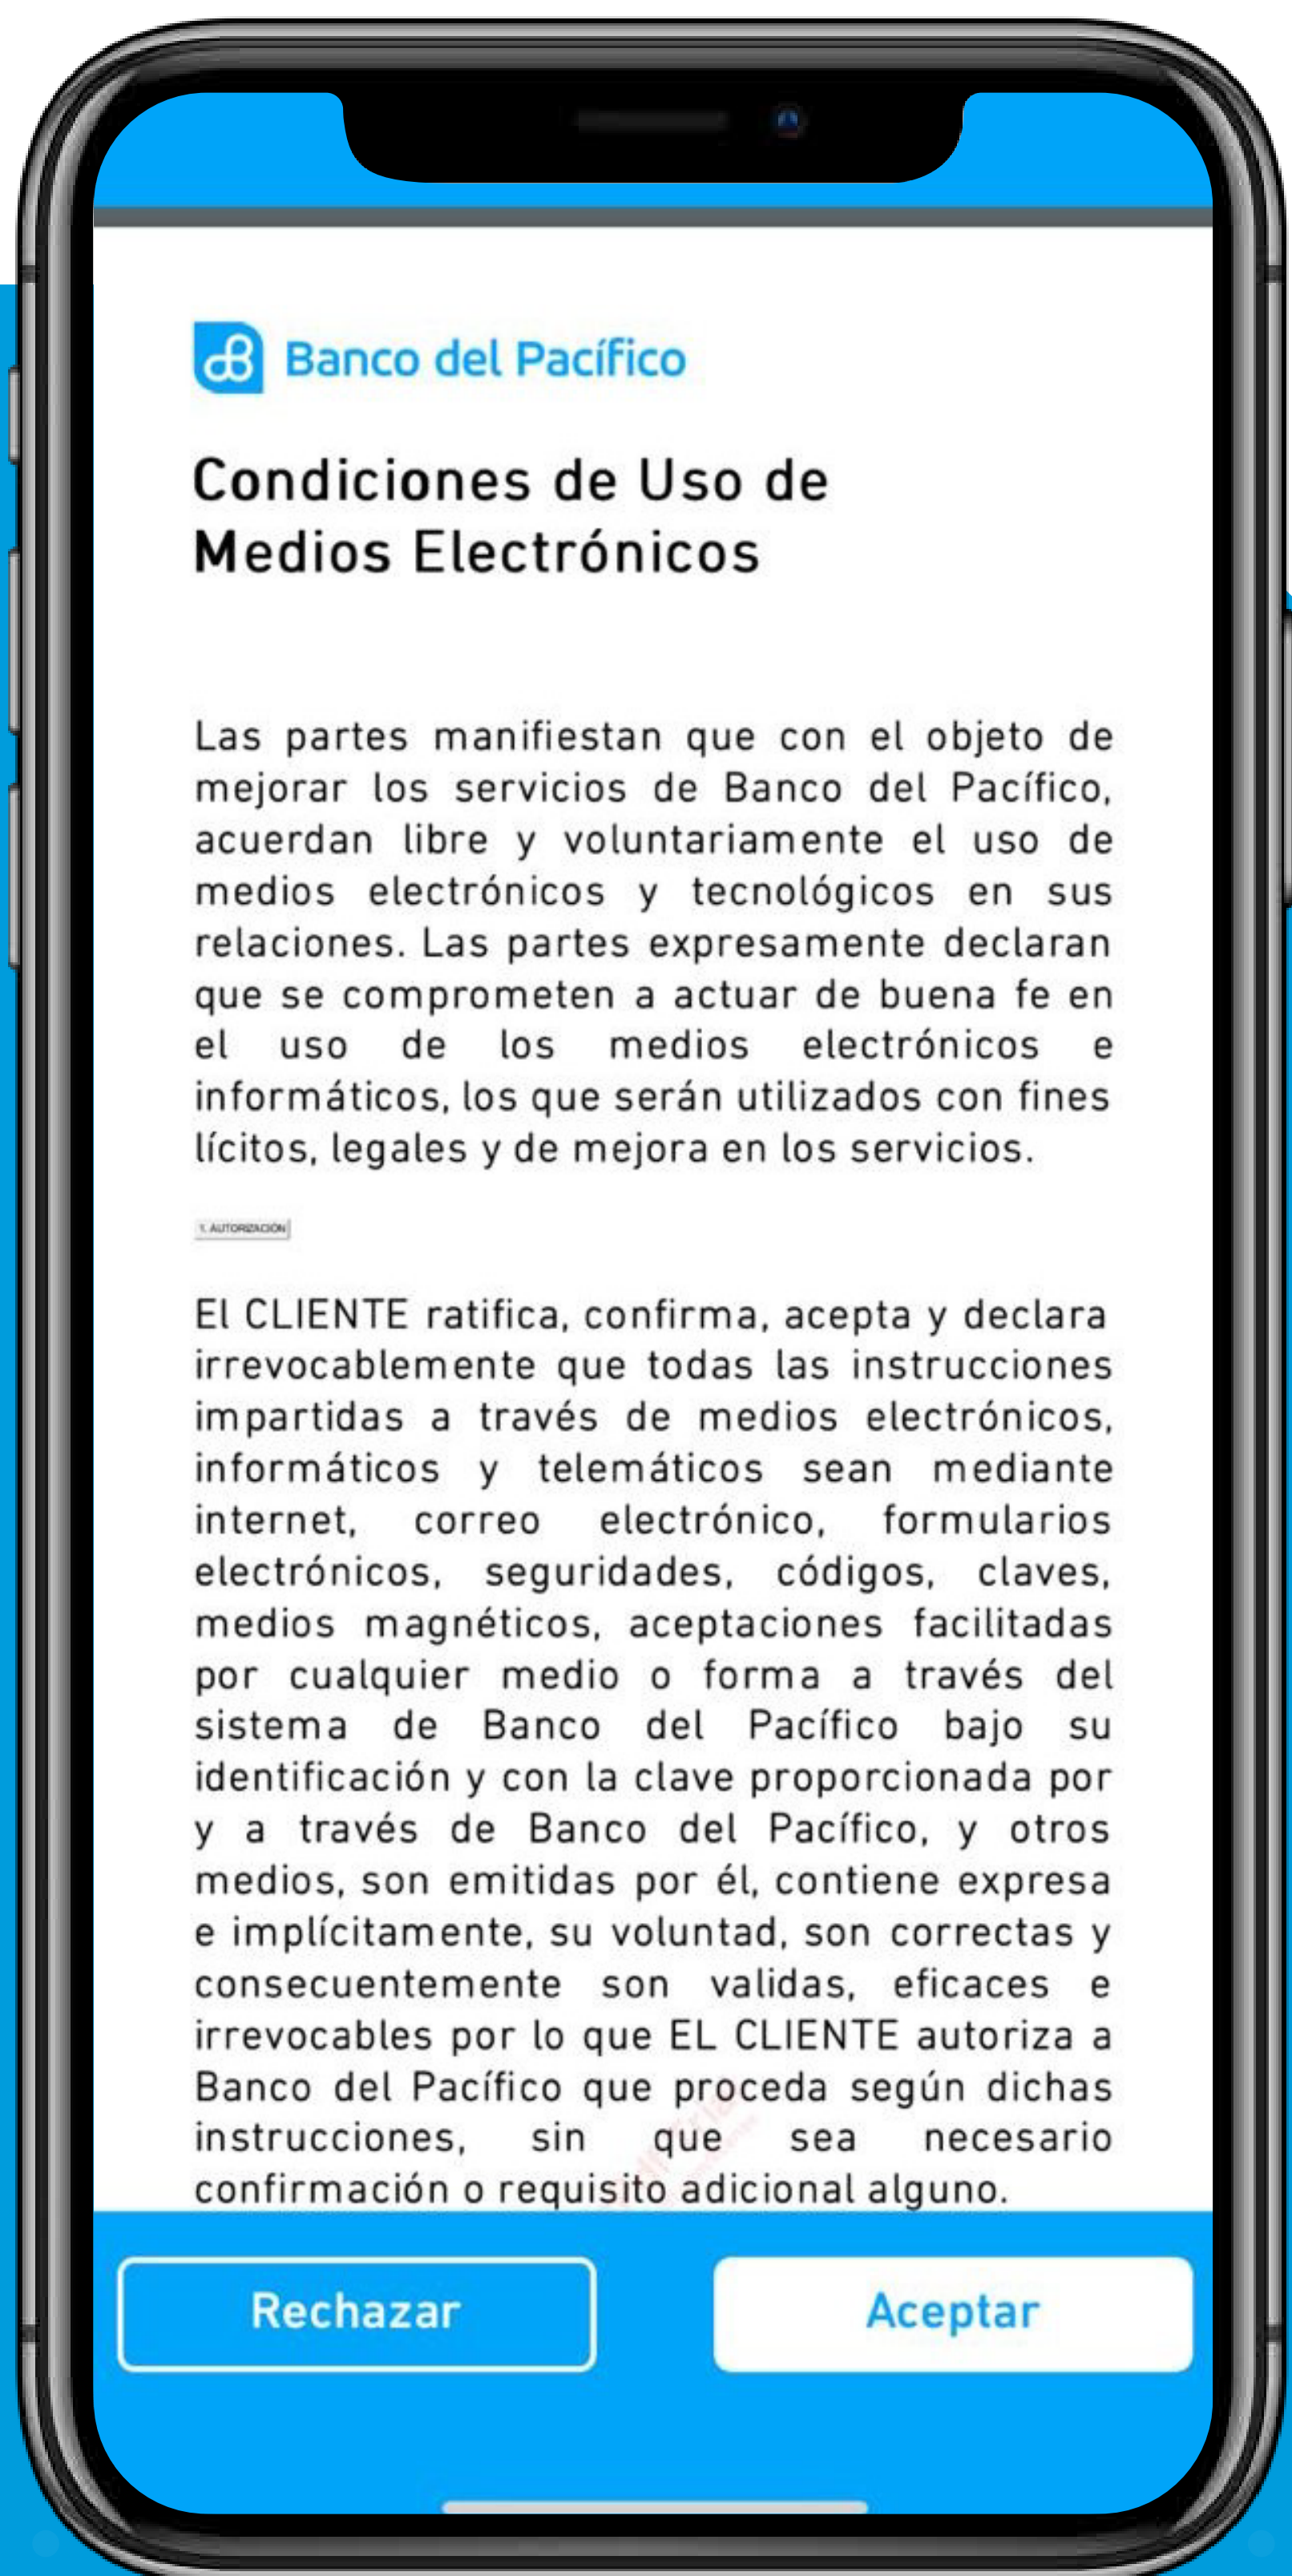 Banco del Pacífico
Condiciones de Uso de
Medios Electrónicos
Las partes manifiestan que con el objeto de
mejorar los servicios de Banco del Pacífico,
acuerdan libre y voluntariamente el uso de
medios electrónicos y tecnológicos en sus
relaciones. Las partes expresamente declaran
que se comprometen a actuar de buena fe en
el uso de los medios electrónicos e
informáticos, los que serán utilizados con fines
lícitos, legales y de mejora en los servicios.
1. AUTORIZACIÓN
El CLIENTE ratifica, confirma, acepta y declara
irrevocablemente que todas las instrucciones
impartidas a través de medios electrónicos,
informáticos y telemáticos sean mediante
internet, correo electrónico, formularios
electrónicos, seguridades, códigos, claves,
medios magnéticos, aceptaciones facilitadas
por cualquier medio o forma a través del
sistema de Banco del Pacífico bajo su
identificación y con la clave proporcionada por
y a través de Banco del Pacífico, y otros
medios, son emitidas por él, contiene expresa
e implícitamente, su voluntad, son correctas y
consecuentemente son validas, eficaces e
irrevocables por lo que EL CLIENTE autoriza a
Banco del Pacífico que proceda según dichas
instrucciones, sin que sea necesario
confirmación o requisito adicional alguno.
Rechazar
Aceptar